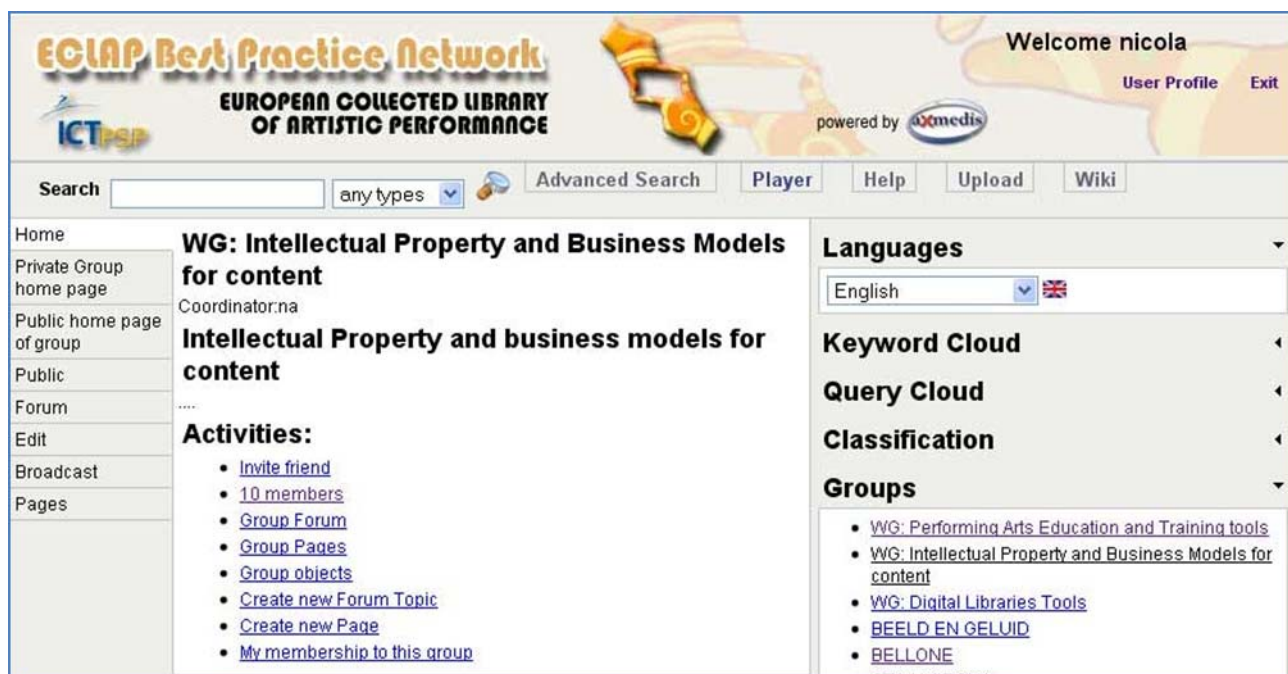 ECLAP Best Practice Network
EUROPEAN COLLECTED LIBRARY
OF ARTISTIC PERFORMANCE
ICTPSP
powered by axmedis
Welcome nicola
User Profile Exit
Search any types Advanced Search Player Help Upload Wiki
Home
Private Group
home page
Public home page
of group
Public
Forum
Edit
Broadcast
Pages
WG: Intellectual Property and Business Models
for content
Coordinator:na
Intellectual Property and business models for
content
....
Activities:
Invite friend
10 members
Group Forum
Group Pages
Group objects
Create new Forum Topic
Create new Page
My membership to this group
Languages
English
Keyword Cloud
Query Cloud
Classification
Groups
WG: Performing Arts Education and Training tools
WG: Intellectual Property and Business Models for
content
WG: Digital Libraries Tools
BEELD EN GELUID
BELLONE